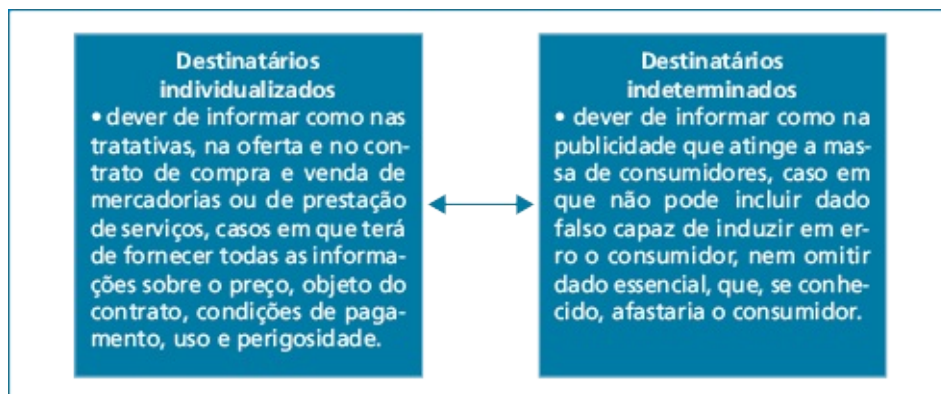 Destinatários
individualizados
• dever de informar como nas
tratativas, na oferta e no con-
trato de compra e venda de
mercadorias ou de prestação
de serviços, casos em que terá
de fornecer todas as informa-
ções sobre o preço, objeto do
contrato, condições de paga-
mento, uso e perigosidade.
Destinatários
indeterminados
• dever de informar como na
publicidade que atinge a mas-
sa de consumidores, caso em
que não pode incluir dado
falso capaz de induzir em er-
ro o consumidor, nem omitir
dado essencial, que, se conhe-
cido, afastaria o consumidor.